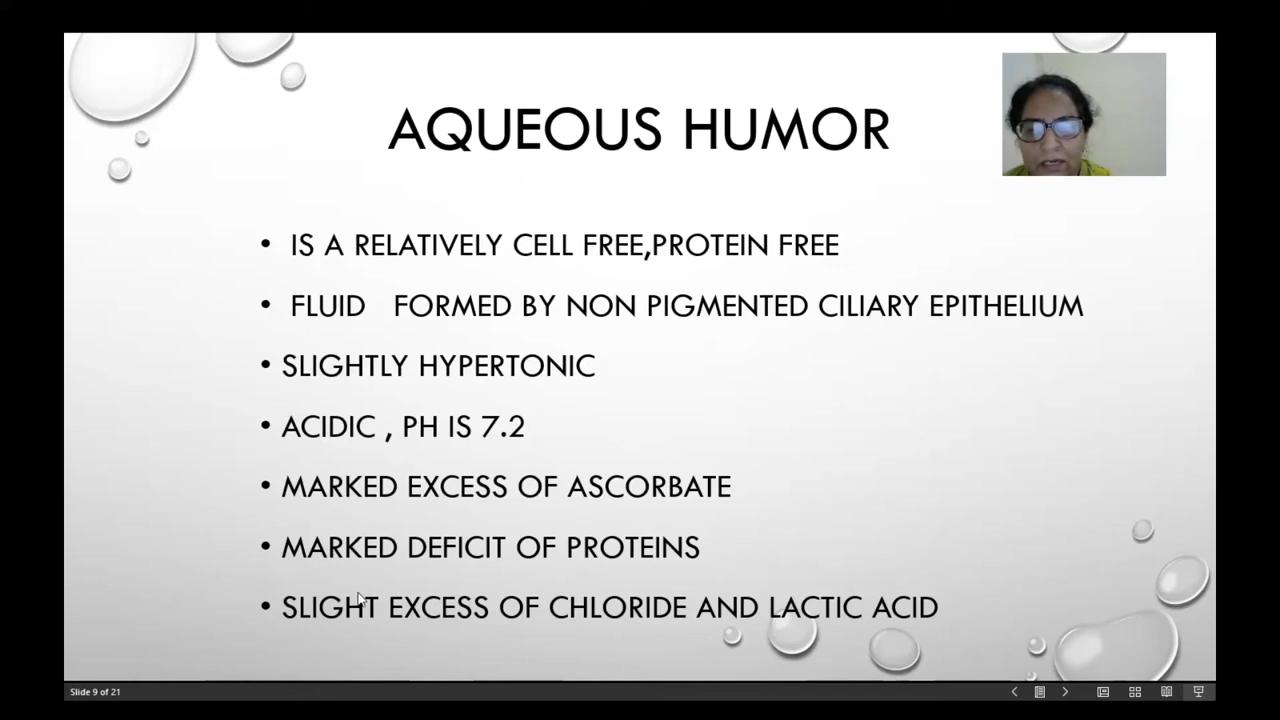 AQUEOUS HUMOR
• IS A RELATIVELY CELL FREE,PROTEIN FREE
• FLUID FORMED BY NON PIGMENTED CILIARY EPITHELIUM
• SLIGHTLY HYPERTONIC
• ACIDIC , PH IS 7.2
• MARKED EXCESS OF ASCORBATE
• MARKED DEFICIT OF PROTEINS
• SLIGHT EXCESS OF CHLORIDE AND LACTIC ACID
Slide 9 of 21